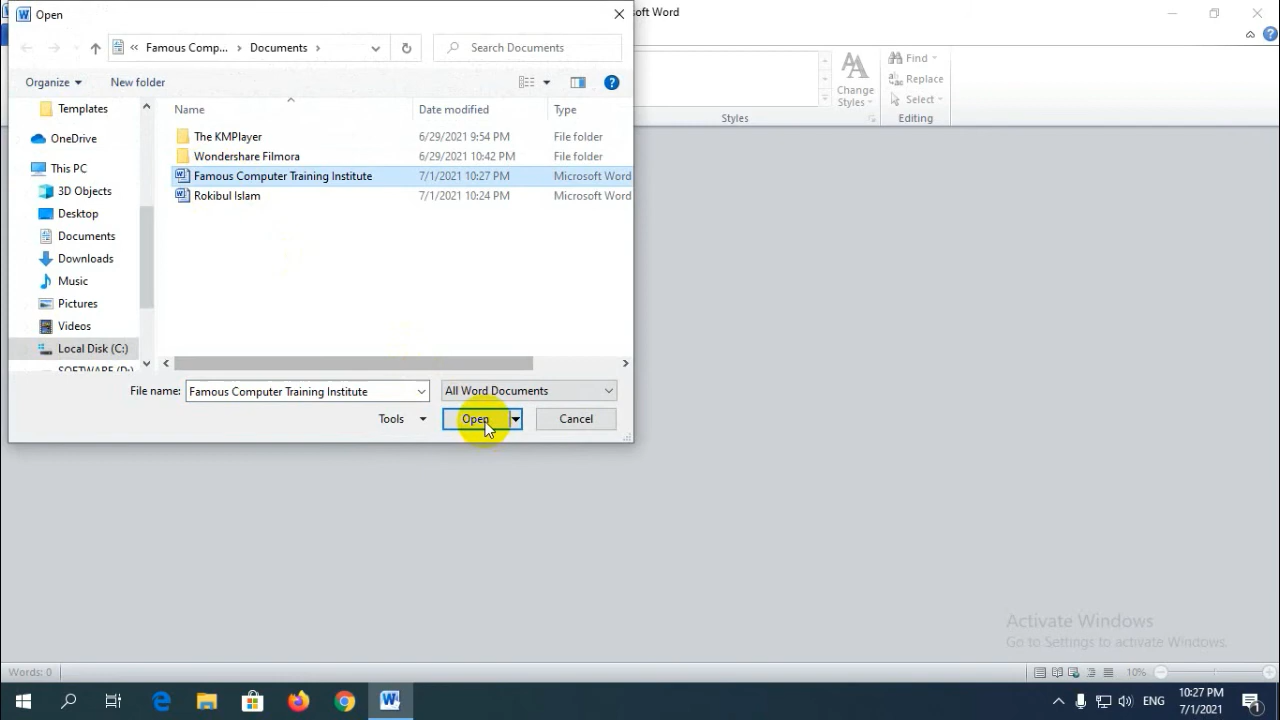 Open
soft Word
Famous Comp... > Documents >
Search Documents
Organize
New folder
Find
Replace
Select
Change
Styles
Styles
Editing
Name
Date modified
Type
Templates
OneDrive
This PC
3D Objects
Desktop
Documents
Downloads
Music
Pictures
Videos
Local Disk (C:)
SOFTWARE (D:)
The KMPlayer 6/29/2021 9:54 PM File folder
Wondershare Filmora 6/29/2021 10:42 PM File folder
Famous Computer Training Institute 7/1/2021 10:27 PM Microsoft Word
Rokibul Islam 7/1/2021 10:24 PM Microsoft Word
File name: Famous Computer Training Institute
All Word Documents
Tools
Open
Cancel
Activate Windows
Go to Settings to activate Windows.
Words: 0
10%
ENG
10:27 PM
7/1/2021
1